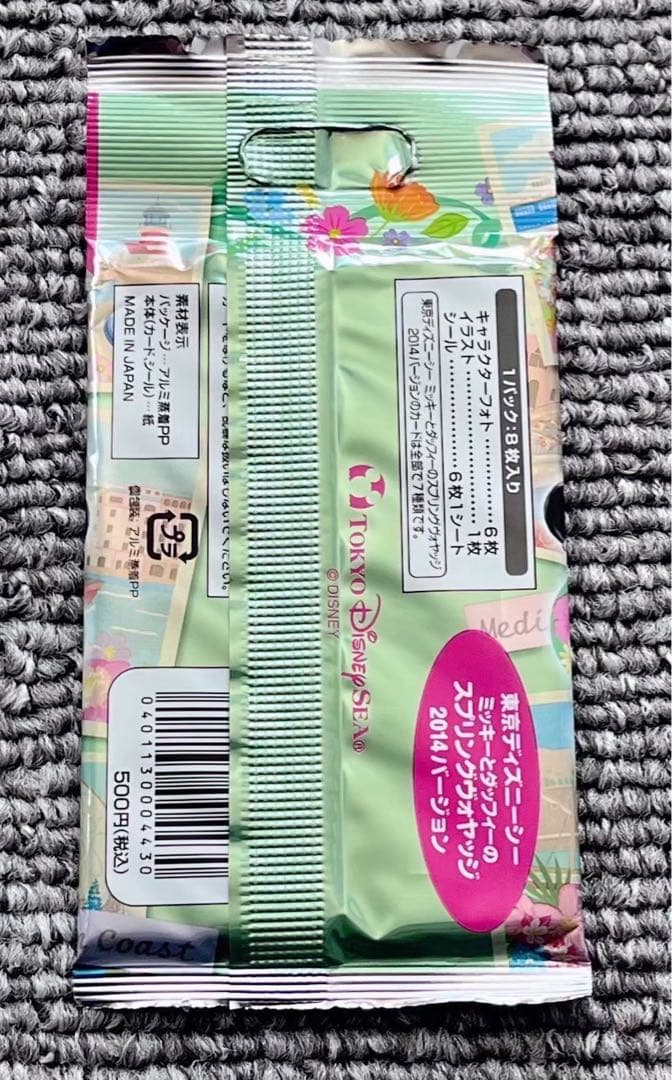 1パック:8枚入り
キャラクターフォト…………6枚
イラスト…………………1枚
シール…………6枚1シート
東京ディズニーシー ミッキーとダッフィーのスプリングヴォヤッジ
2014バージョンのカードは全部で7種類です。
TOKYO DISNEY SEA®
© DISNEY
素材表示
パッケージ…アルミ蒸着PP
本体(カード、シール)…紙
MADE IN JAPAN
プラ
個包装:アルミ蒸着PP
Medi
東京ディズニーシー
ミッキーとダッフィーの
スプリングヴォヤッジ
2014バージョン
0401130004430
500円(税込)
Coast